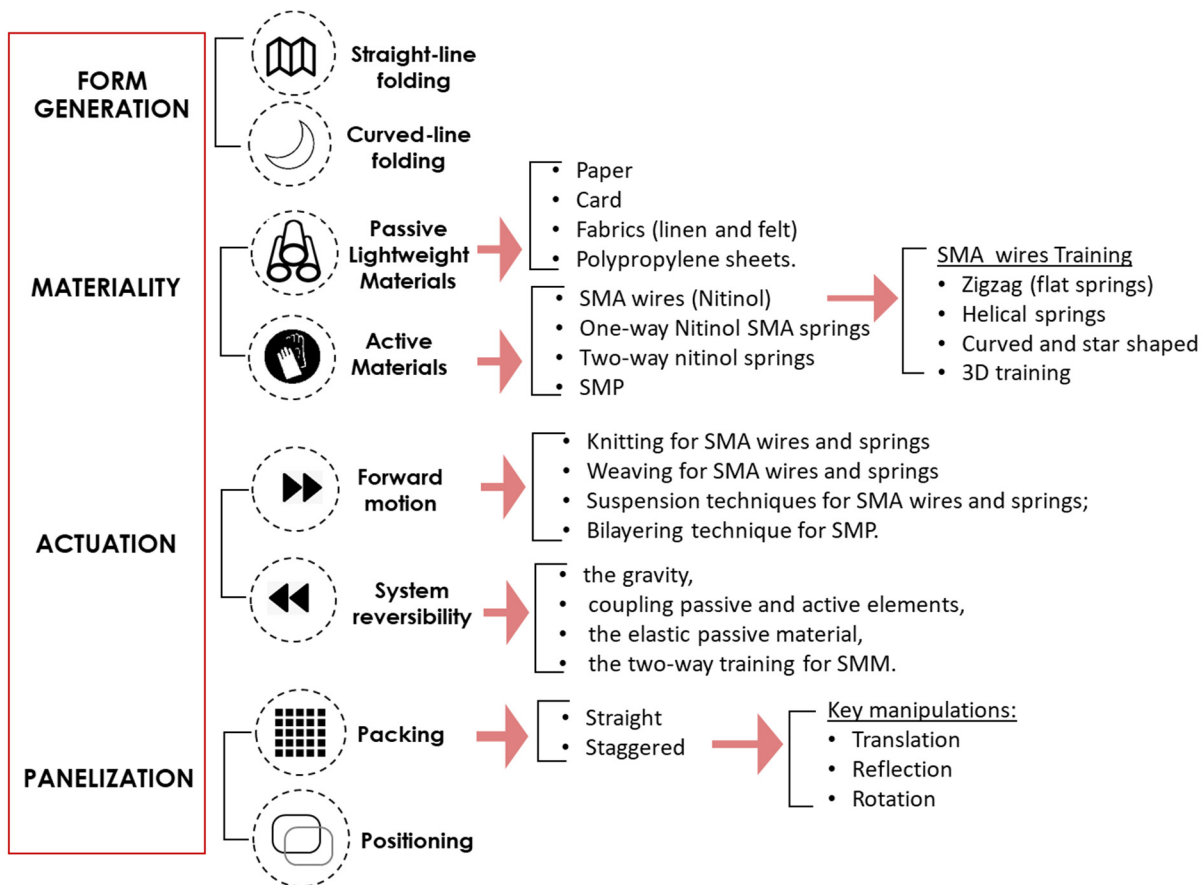 FORM
GENERATION
Straight-line
folding
Curved-line
folding
MATERIALITY
Passive
Lightweight
Materials
• Paper
• Card
• Fabrics (linen and felt)
• Polypropylene sheets.
Active
Materials
• SMA wires (Nitinol)
• One-way Nitinol SMA springs
• Two-way nitinol springs
• SMP
SMA wires Training
• Zigzag (flat springs)
• Helical springs
• Curved and star shaped
• 3D training
ACTUATION
Forward
motion
• Knitting for SMA wires and springs
• Weaving for SMA wires and springs
• Suspension techniques for SMA wires and springs;
• Bilayering technique for SMP.
System
reversibility
• the gravity,
• coupling passive and active elements,
• the elastic passive material,
• the two-way training for SMM.
PANELIZATION
Packing
• Straight
• Staggered
Key manipulations:
• Translation
• Reflection
• Rotation
Positioning